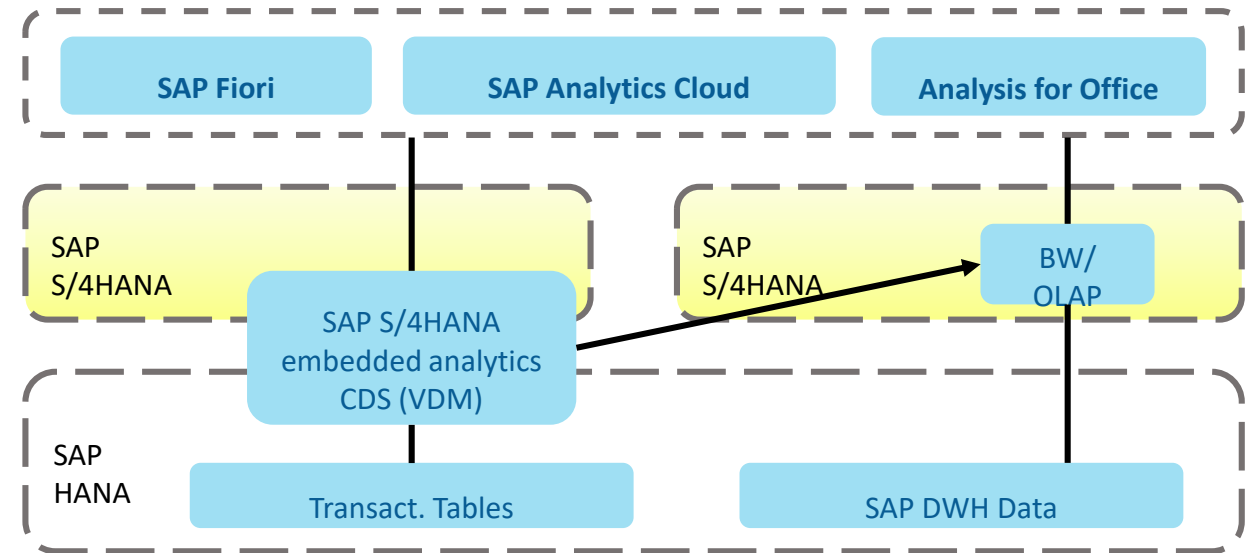 SAP Fiori
SAP Analytics Cloud
Analysis for Office
SAP
S/4HANA
SAP S/4HANA
embedded analytics
CDS (VDM)
SAP
S/4HANA
BW/
OLAP
SAP
HANA
Transact. Tables
SAP DWH Data